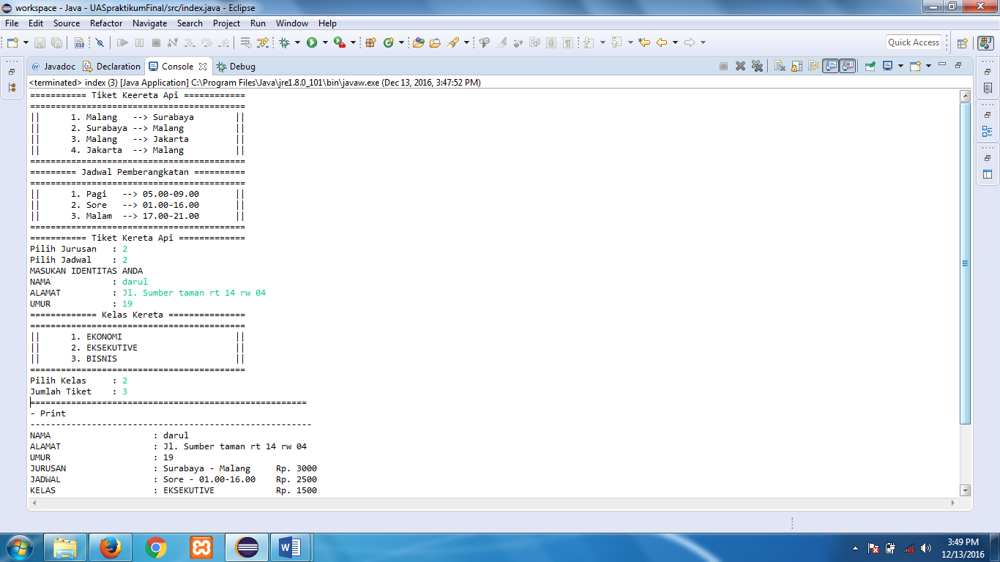 workspace - Java - UASpraktikumFinal/src/index.java - Eclipse
File Edit Source Refactor Navigate Search Project Run Window Help
Quick Access
@ Javadoc Declaration Console Debug
<terminated> index (3) [Java Application] C:\Program Files\Java\jre1.8.0_101\bin\javaw.exe (Dec 13, 2016, 3:47:52 PM)
=========== Tiket Keereta Api ============
==========================================
||      1. Malang   --> Surabaya        ||
||      2. Surabaya --> Malang          ||
||      3. Malang   --> Jakarta         ||
||      4. Jakarta  --> Malang          ||
==========================================
========= Jadwal Pemberangkatan ==========
==========================================
||      1. Pagi   --> 05.00-09.00       ||
||      2. Sore   --> 01.00-16.00       ||
||      3. Malam  --> 17.00-21.00       ||
==========================================
=========== Tiket Kereta Api =============
Pilih Jurusan   : 2
Pilih Jadwal    : 2
MASUKAN IDENTITAS ANDA
NAMA            : darul
ALAMAT          : Jl. Sumber taman rt 14 rw 04
UMUR            : 19
============= Kelas Kereta ===============
==========================================
||      1. EKONOMI                      ||
||      2. EKSEKUTIVE                   ||
||      3. BISNIS                       ||
==========================================
Pilih Kelas     : 2
Jumlah Tiket    : 3
======================================================
- Print
-------------------------------------------------------
NAMA                    : darul
ALAMAT                  : Jl. Sumber taman rt 14 rw 04
UMUR                    : 19
JURUSAN                 : Surabaya - Malang     Rp. 3000
JADWAL                  : Sore - 01.00-16.00    Rp. 2500
KELAS                   : EKSEKUTIVE            Rp. 1500
3:49 PM
12/13/2016